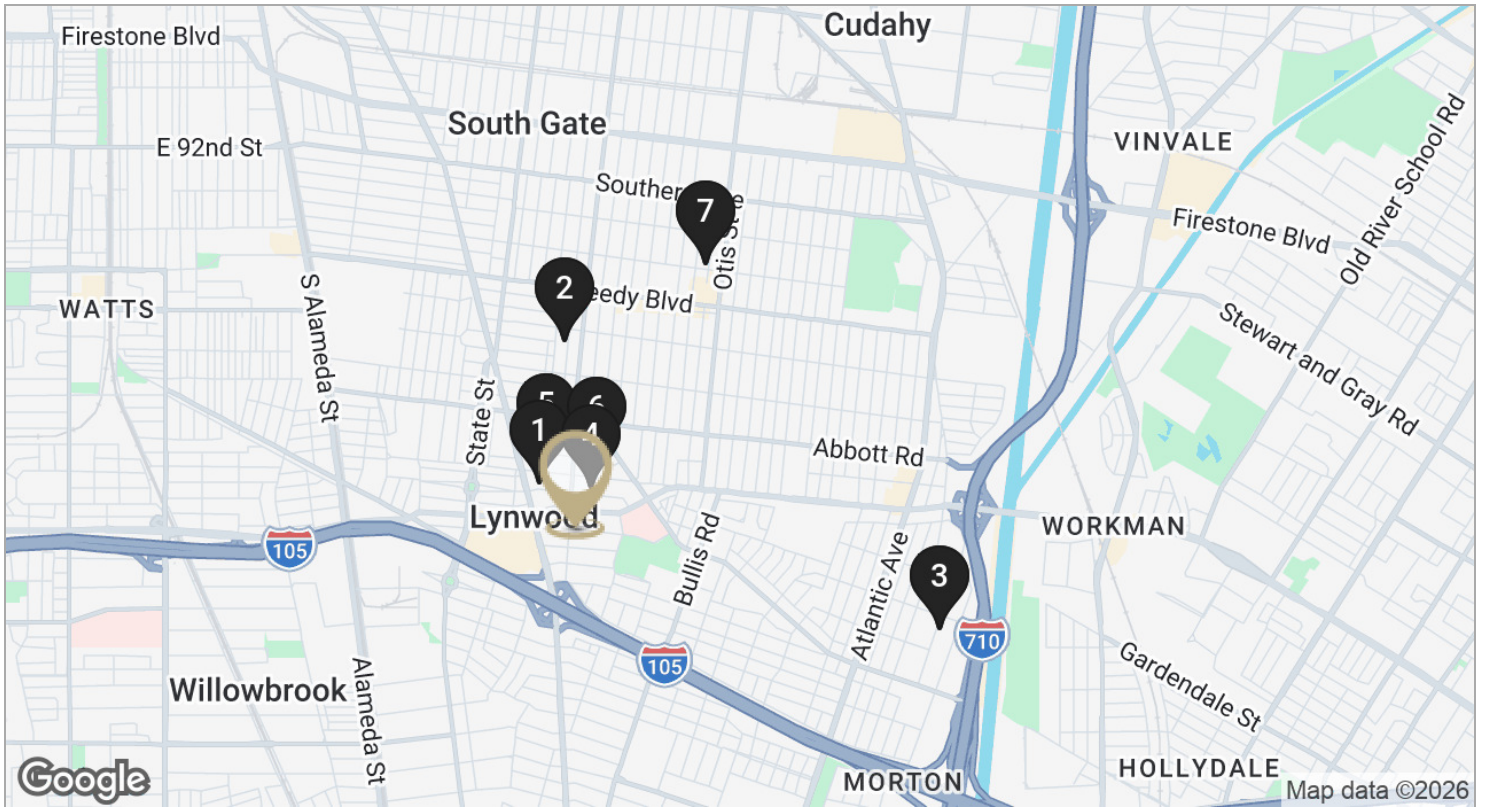 Cudahy
Firestone Blvd
South Gate
E 92nd St
VINVALE
Old River School Rd
7
Otis St
Firestone Blvd
WATTS
S Alameda St
2
eedy Blvd
Stewart and Gray Rd
State St
5
6
1
4
Abbott Rd
Lynwood
WORKMAN
105
Bullis Rd
Atlantic Ave
3
710
105
Gardendale St
Willowbrook
Alameda St
HOLLYDALE
MORTON
Google
Map data ©2026